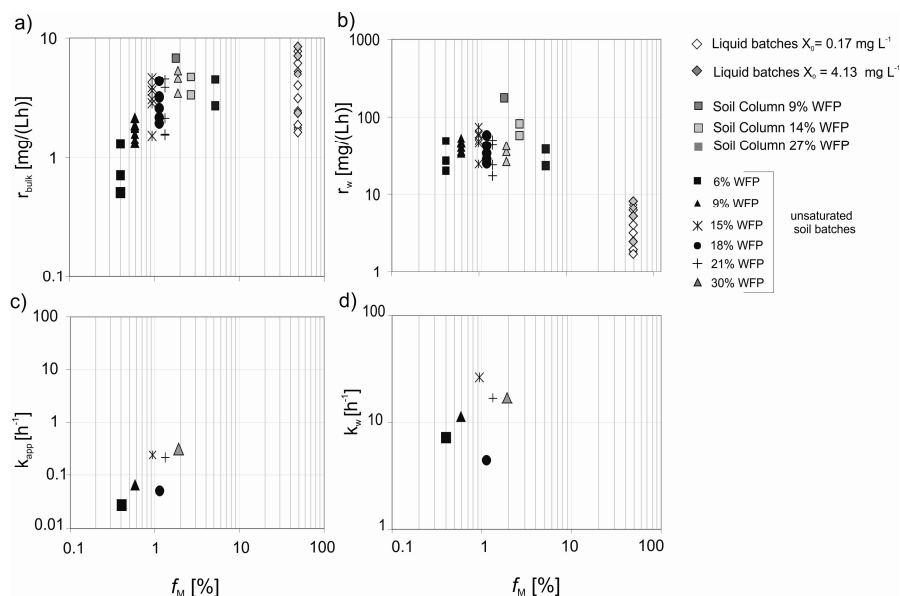 a)
10
1
0.1
r_bulk [mg/(Lh)]
b)
1000
100
10
1
r_w [mg/(Lh)]
Liquid batches X₀= 0.17 mg L⁻¹
Liquid batches X₀ = 4.13 mg L⁻¹
Soil Column 9% WFP
Soil Column 14% WFP
Soil Column 27% WFP
6% WFP
9% WFP
15% WFP
18% WFP
21% WFP
30% WFP
unsaturated
soil batches
c)
100
10
1
0.1
0.01
k_app [h⁻¹]
0.1
1
10
100
f_M [%]
d)
100
10
1
k_w [h⁻¹]
0.1
1
10
100
f_M [%]